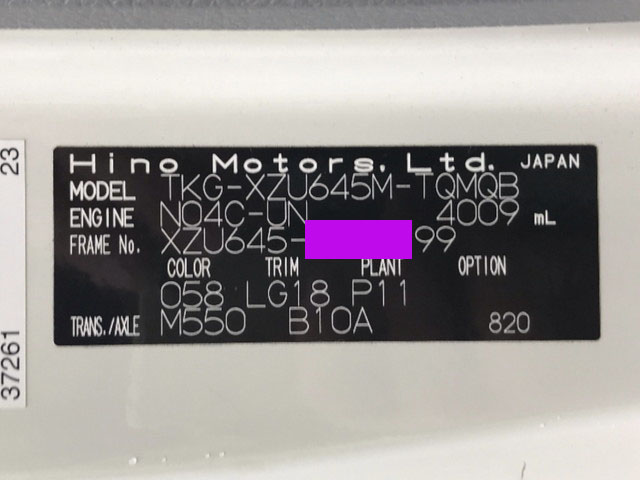 Hino Motors, Ltd. JAPAN
MODEL TKG-XZU645M-TQMQB
ENGINE N04C-UN 4009 mL
FRAME No. XZU645- 99
COLOR TRIM PLANT OPTION
058 LG18 P11
TRANS./AXLE M550 B10A 820
37261 23